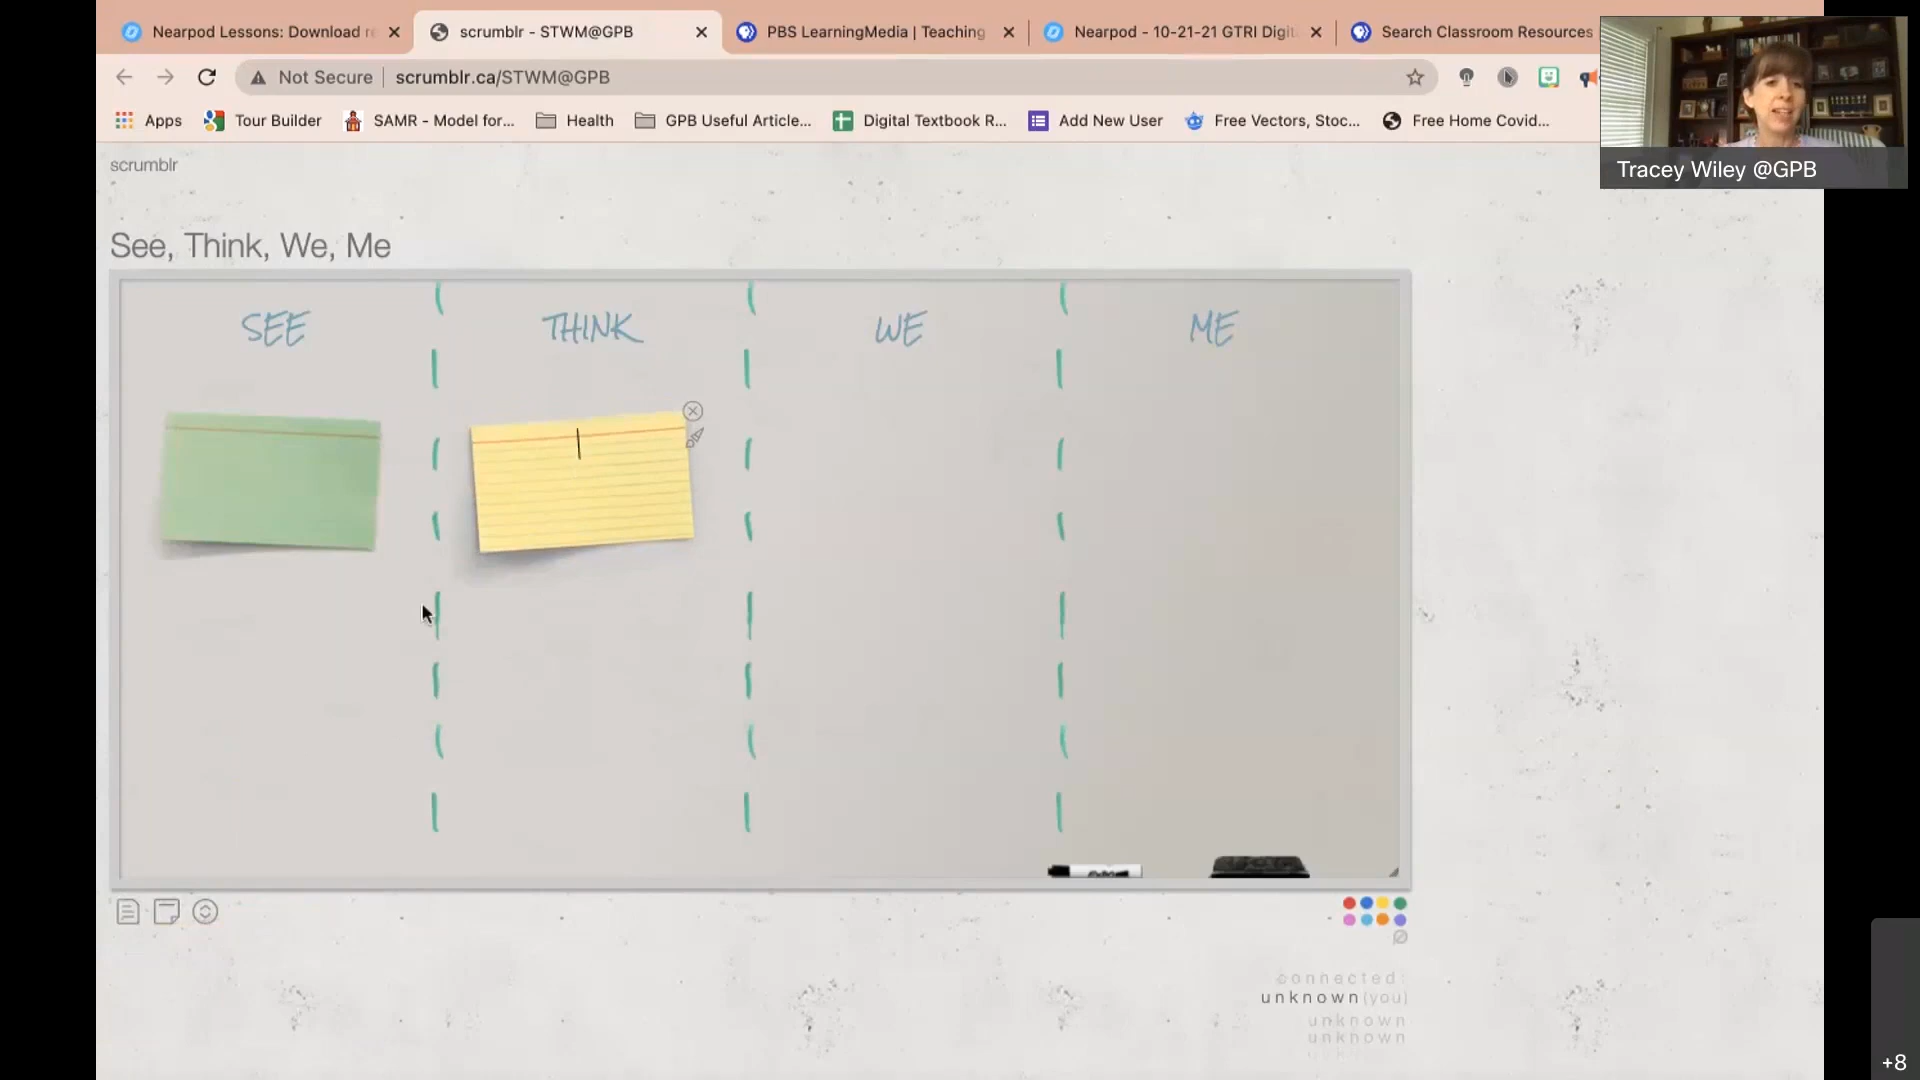 Nearpod Lessons: Download re
scrumblr - STWM@GPB
PBS LearningMedia | Teaching
Nearpod - 10-21-21 GTRI Digit
Search Classroom Resources
Not Secure
scrumblr.ca/STWM@GPB
Apps
Tour Builder
SAMR - Model for...
Health
GPB Useful Article...
Digital Textbook R...
Add New User
Free Vectors, Stoc...
Free Home Covid...
Tracey Wiley @GPB
scrumblr
See, Think, We, Me
SEE
THINK
WE
ME
connected:
unknown(you)
unknown
unknown
+8